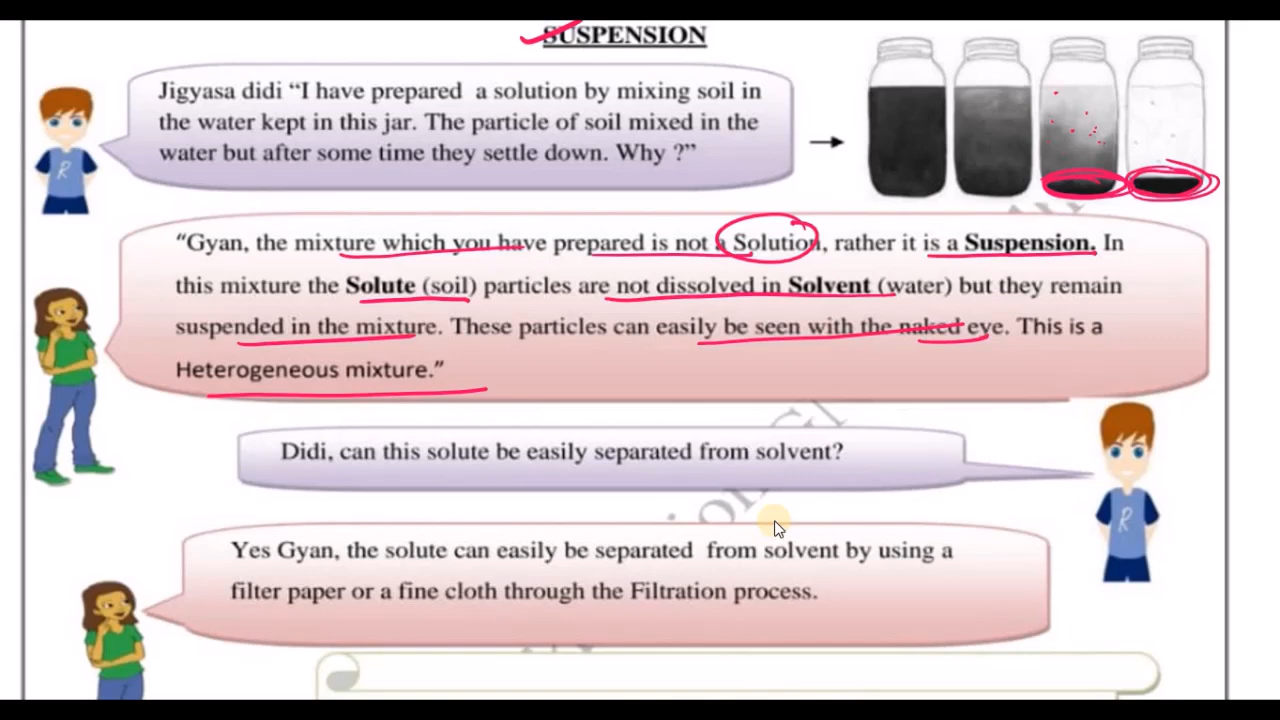 SUSPENSION
Jigyasa didi “I have prepared a solution by mixing soil in
the water kept in this jar. The particle of soil mixed in the
water but after some time they settle down. Why ?”
“Gyan, the mixture which you have prepared is not a Solution, rather it is a Suspension. In
this mixture the Solute (soil) particles are not dissolved in Solvent (water) but they remain
suspended in the mixture. These particles can easily be seen with the naked eye. This is a
Heterogeneous mixture.”
Didi, can this solute be easily separated from solvent?
Yes Gyan, the solute can easily be separated from solvent by using a
filter paper or a fine cloth through the Filtration process.
R
R